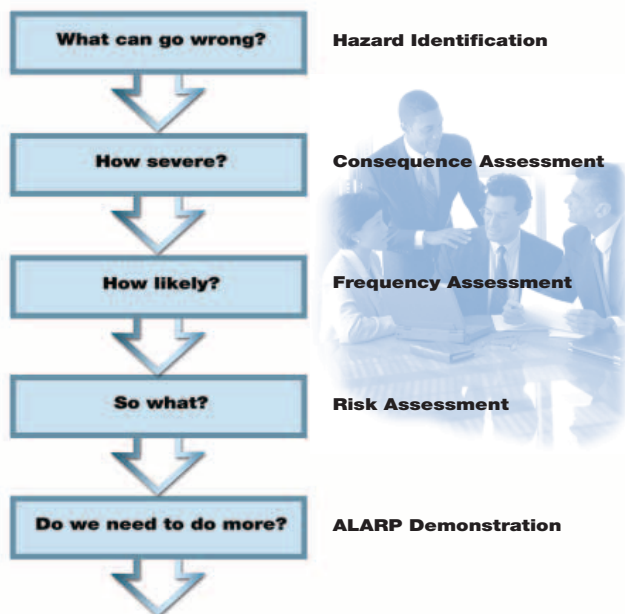 What can go wrong? Hazard Identification
How severe? Consequence Assessment
How likely? Frequency Assessment
So what? Risk Assessment
Do we need to do more? ALARP Demonstration